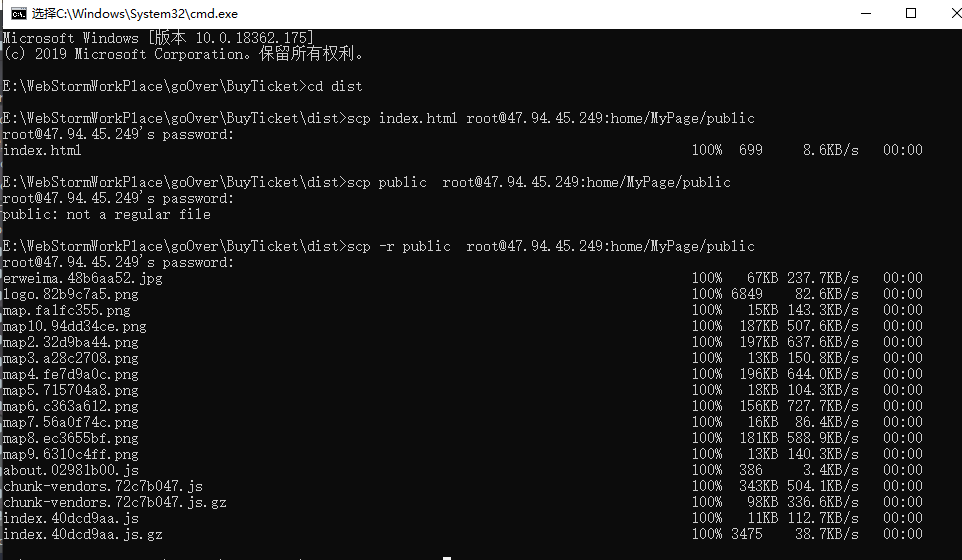 选择C:\Windows\System32\cmd.exe
Microsoft Windows [版本 10.0.18362.175]
(c) 2019 Microsoft Corporation。保留所有权利。
E:\WebStormWorkPlace\goOver\BuyTicket>cd dist
E:\WebStormWorkPlace\goOver\BuyTicket\dist>scp index.html root@47.94.45.249:home/MyPage/public
root@47.94.45.249's password:
index.html 100% 699 8.6KB/s 00:00
E:\WebStormWorkPlace\goOver\BuyTicket\dist>scp public  root@47.94.45.249:home/MyPage/public
root@47.94.45.249's password:
public: not a regular file
E:\WebStormWorkPlace\goOver\BuyTicket\dist>scp -r public  root@47.94.45.249:home/MyPage/public
root@47.94.45.249's password:
erweima.48b6aa52.jpg 100% 67KB 237.7KB/s 00:00
logo.82b9c7a5.png 100% 6849 82.6KB/s 00:00
map.fa1fc355.png 100% 15KB 143.3KB/s 00:00
map10.94dd34ce.png 100% 187KB 507.6KB/s 00:00
map2.32d9ba44.png 100% 197KB 637.6KB/s 00:00
map3.a28c2708.png 100% 13KB 150.8KB/s 00:00
map4.fe7d9a0c.png 100% 196KB 644.0KB/s 00:00
map5.715704a8.png 100% 18KB 104.3KB/s 00:00
map6.c363a612.png 100% 156KB 727.7KB/s 00:00
map7.56a0f74c.png 100% 16KB 86.4KB/s 00:00
map8.ec3655bf.png 100% 181KB 588.9KB/s 00:00
map9.6310c4ff.png 100% 13KB 140.3KB/s 00:00
about.02981b00.js 100% 386 3.4KB/s 00:00
chunk-vendors.72c7b047.js 100% 343KB 504.1KB/s 00:00
chunk-vendors.72c7b047.js.gz 100% 98KB 336.6KB/s 00:00
index.40dcd9aa.js 100% 11KB 112.7KB/s 00:00
index.40dcd9aa.js.gz 100% 3475 38.7KB/s 00:00